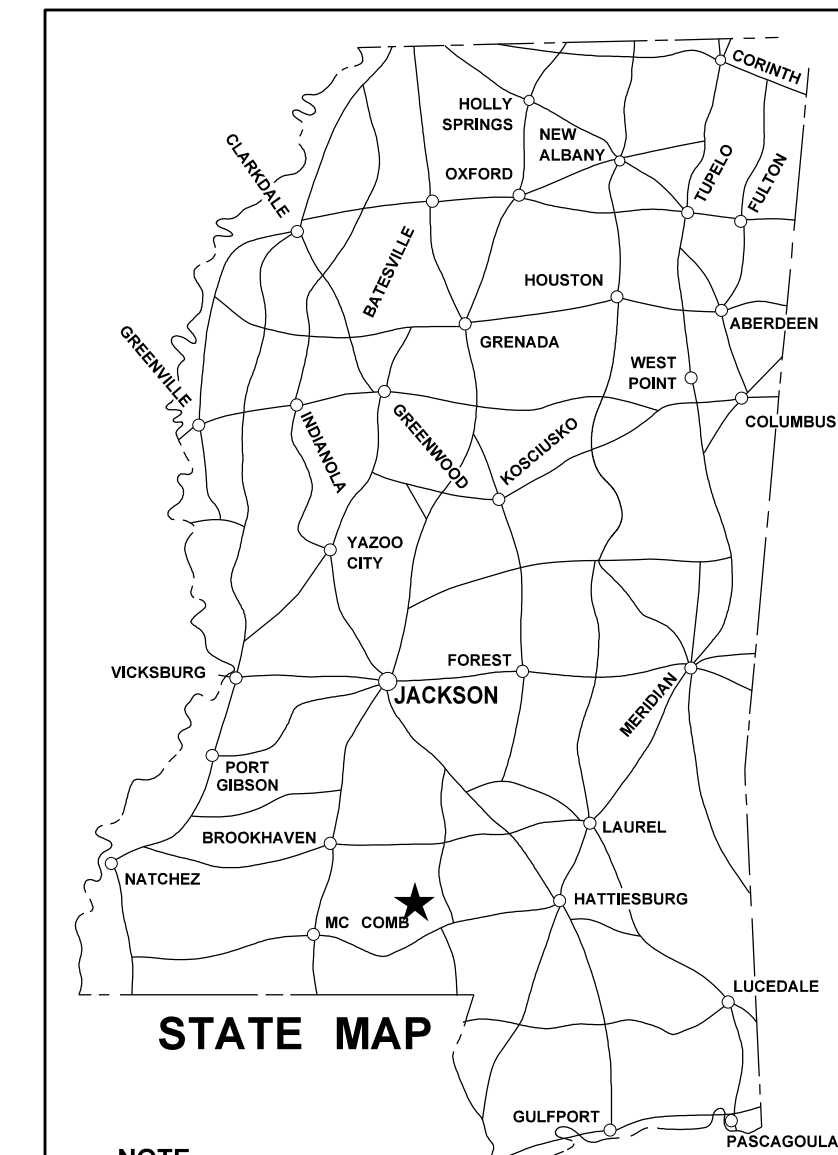 CORINTH
HOLLY
SPRINGS
NEW
ALBANY
CLARKDALE
OXFORD
TUPELO
FULTON
BATESVILLE
HOUSTON
GREENVILLE
GRENADA
ABERDEEN
WEST
POINT
INDIANOLA
GREENWOOD
KOSCIUSKO
COLUMBUS
YAZOO
CITY
VICKSBURG
FOREST
JACKSON
MERIDIAN
PORT
GIBSON
BROOKHAVEN
LAUREL
NATCHEZ
MC COMB
HATTIESBURG
LUCEDALE
STATE MAP
GULFPORT
PASCAGOULA
NOTE